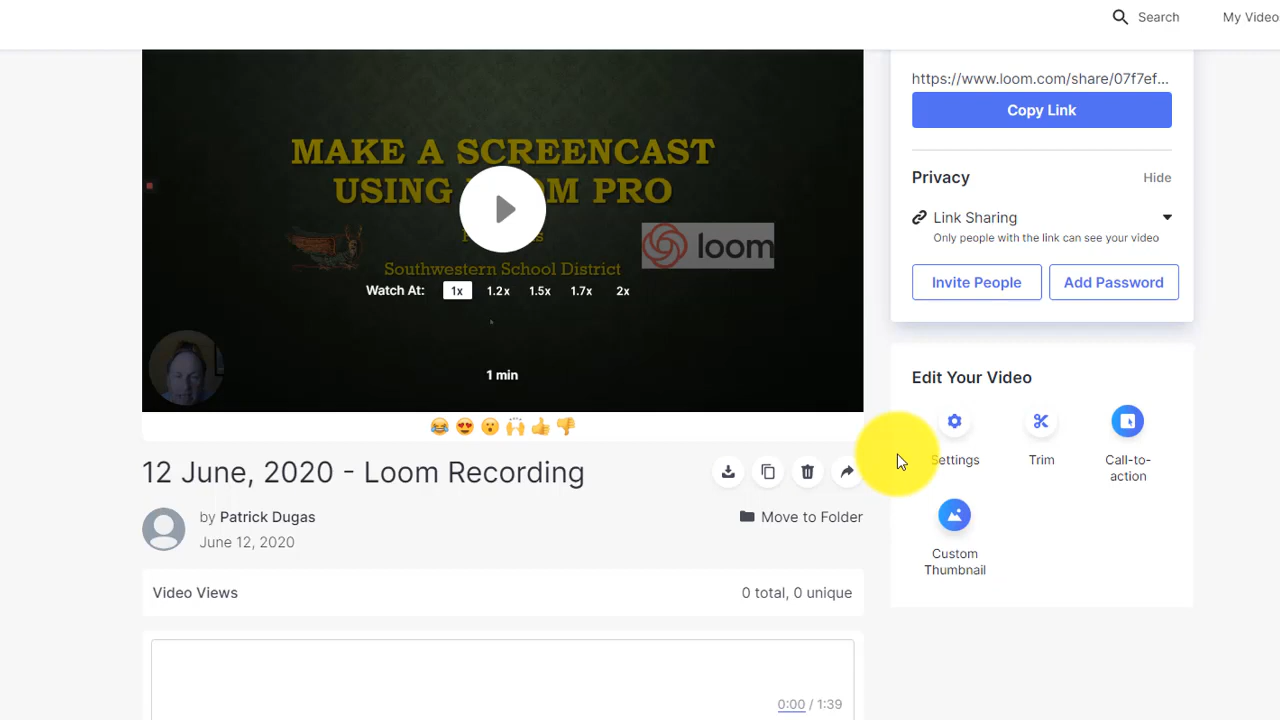 Search
My Video
https://www.loom.com/share/07f7ef...
Copy Link
MAKE A SCREENCAST
Privacy
Hide
Link Sharing
Only people with the link can see your video
loom
Southwestern School District
Watch At: 1x 1.2x 1.5x 1.7x 2x
Invite People
Add Password
1 min
Edit Your Video
Settings
Trim
Call-to-
action
12 June, 2020 - Loom Recording
by Patrick Dugas
Move to Folder
June 12, 2020
Custom
Thumbnail
Video Views
0 total, 0 unique
0:00 / 1:39
USING
PRO